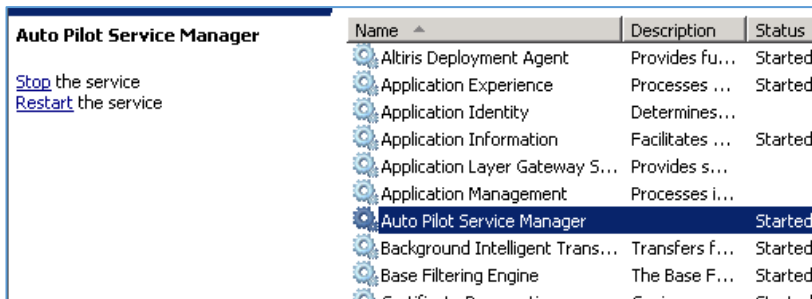 Auto Pilot Service Manager
Stop the service
Restart the service
Name Description Status
Altiris Deployment Agent Provides fu... Started
Application Experience Processes ... Started
Application Identity Determines...
Application Information Facilitates ... Started
Application Layer Gateway S... Provides s...
Application Management Processes i...
Auto Pilot Service Manager Started
Background Intelligent Trans... Transfers f... Started
Base Filtering Engine The Base F... Started